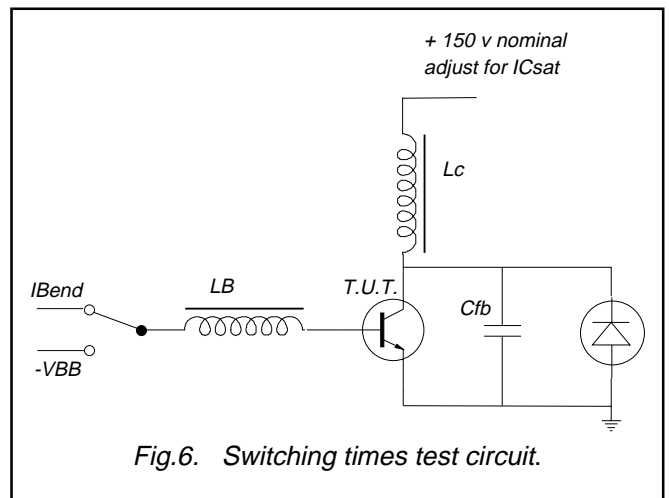 + 150 v nominal
adjust for ICsat
Lc
IBend
LB
T.U.T.
Cfb
-VBB
Fig.6. Switching times test circuit.